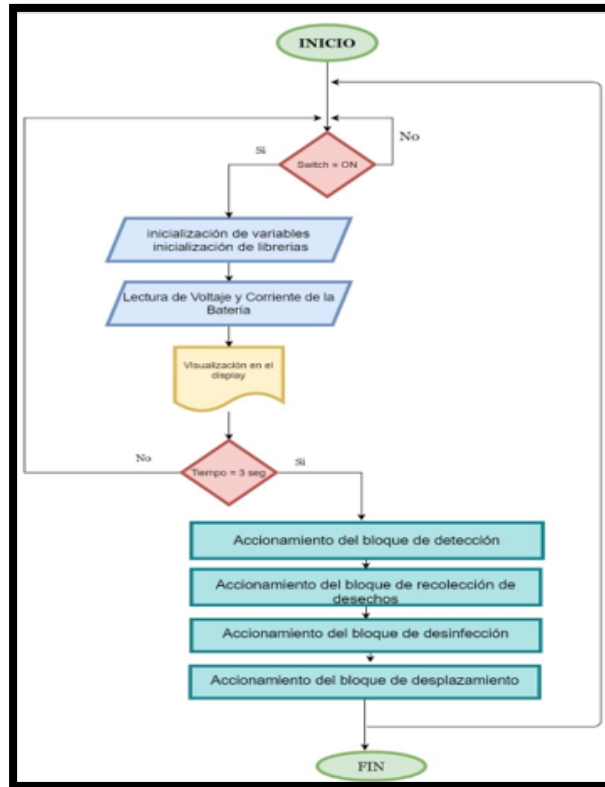 INICIO
No
Si
Switch = ON
inicialización de variables
inicialización de librerias
Lectura de Voltaje y Corriente de la
Batería
Visualización en el
display
No
Si
Tiempo = 3 seg
Accionamiento del bloque de detección
Accionamiento del bloque de recolección de
desechos
Accionamiento del bloque de desinfección
Accionamiento del bloque de desplazamiento
FIN